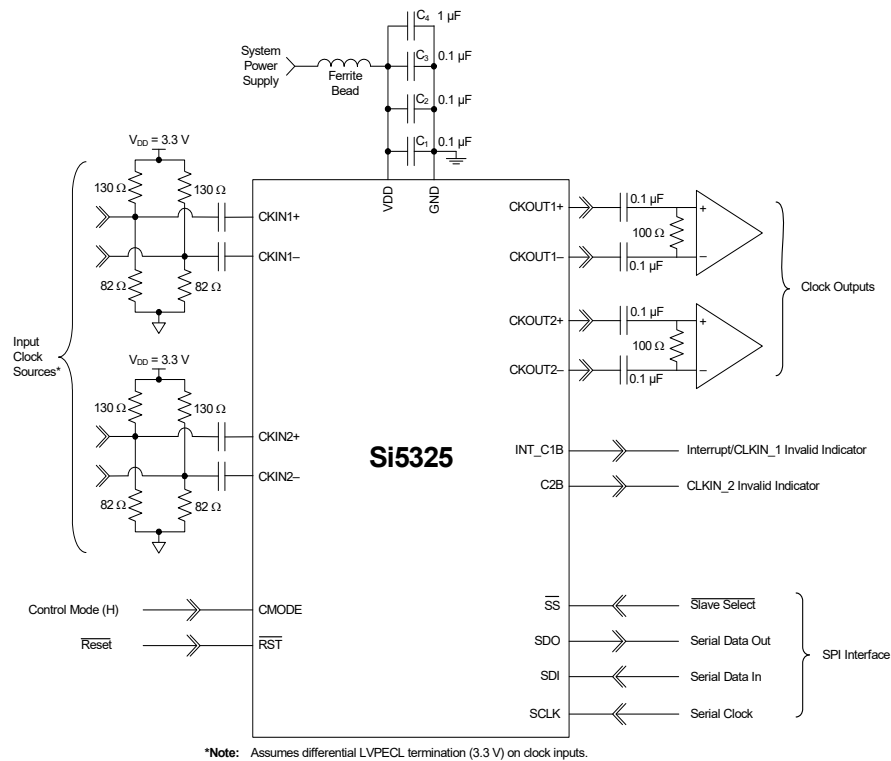 System
Power
Supply
Ferrite
Bead
C4 1 µF
C3 0.1 µF
C2 0.1 µF
C1 0.1 µF
VDD = 3.3 V
130 Ω 130 Ω
82 Ω 82 Ω
VDD
GND
CKIN1+
CKIN1–
Input
Clock
Sources*
VDD = 3.3 V
130 Ω 130 Ω
82 Ω 82 Ω
CKIN2+
CKIN2–
Control Mode (H) CMODE
Reset RST
Si5325
CKOUT1+ 0.1 µF +
100 Ω
CKOUT1– 0.1 µF –
CKOUT2+ 0.1 µF +
100 Ω
CKOUT2– 0.1 µF –
Clock Outputs
INT_C1B Interrupt/CLKIN_1 Invalid Indicator
C2B CLKIN_2 Invalid Indicator
SS Slave Select
SDO Serial Data Out
SDI Serial Data In
SCLK Serial Clock
SPI Interface
*Note: Assumes differential LVPECL termination (3.3 V) on clock inputs.